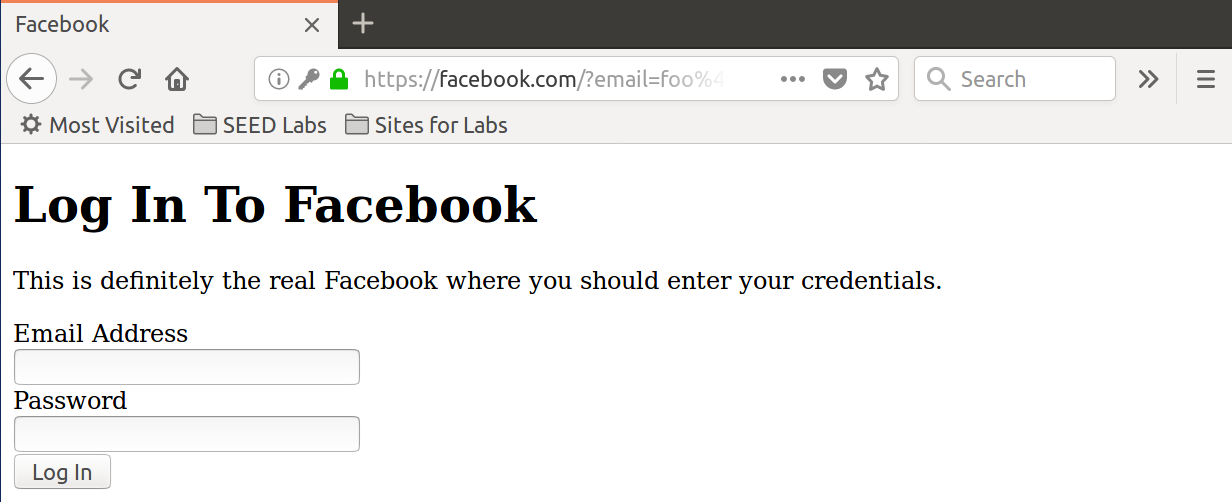 Facebook
https://facebook.com/?email=foo%4
Search
Most Visited SEED Labs Sites for Labs
Log In To Facebook
This is definitely the real Facebook where you should enter your credentials.
Email Address
Password
Log In